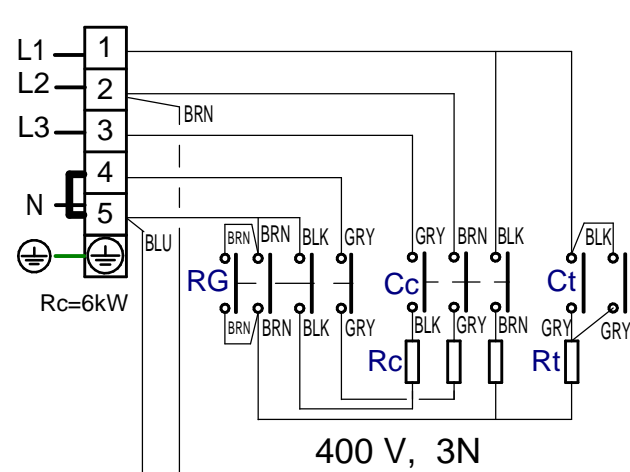 L1 1
L2 2
BRN
L3 3
4
N 5
BLU
Rc=6kW
BRN BRN BLK GRY GRY BRN BLK BLK
RG Cc Ct
BRN BRN BLK GRY BLK GRY BRN GRY GRY
Rc Rt
400 V, 3N